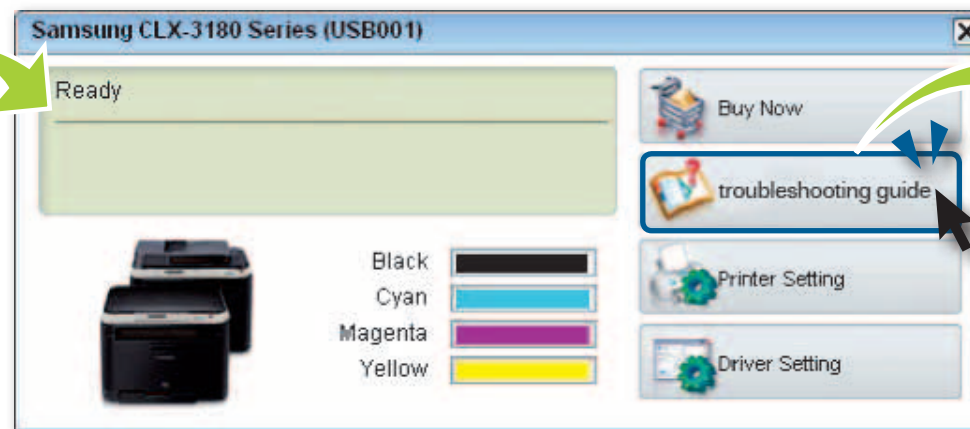 Samsung CLX-3180 Series (USB001)
Ready
Buy Now
troubleshooting guide
Black
Cyan
Magenta
Yellow
Printer Setting
Driver Setting